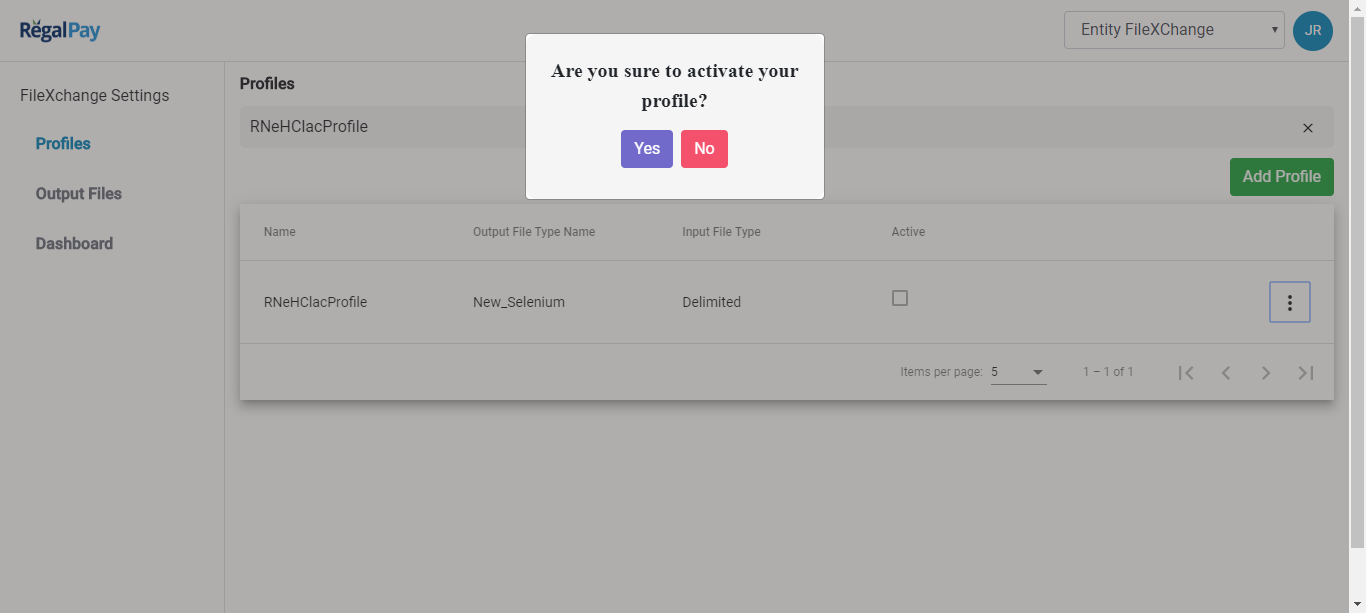 RegalPay
Entity FileXChange
JR
Are you sure to activate your
profile?
Yes No
FileXchange Settings
Profiles
Output Files
Dashboard
Profiles
RNeHClacProfile
Add Profile
Name Output File Type Name Input File Type Active
RNeHClacProfile New_Selenium Delimited
Items per page: 5 1 – 1 of 1